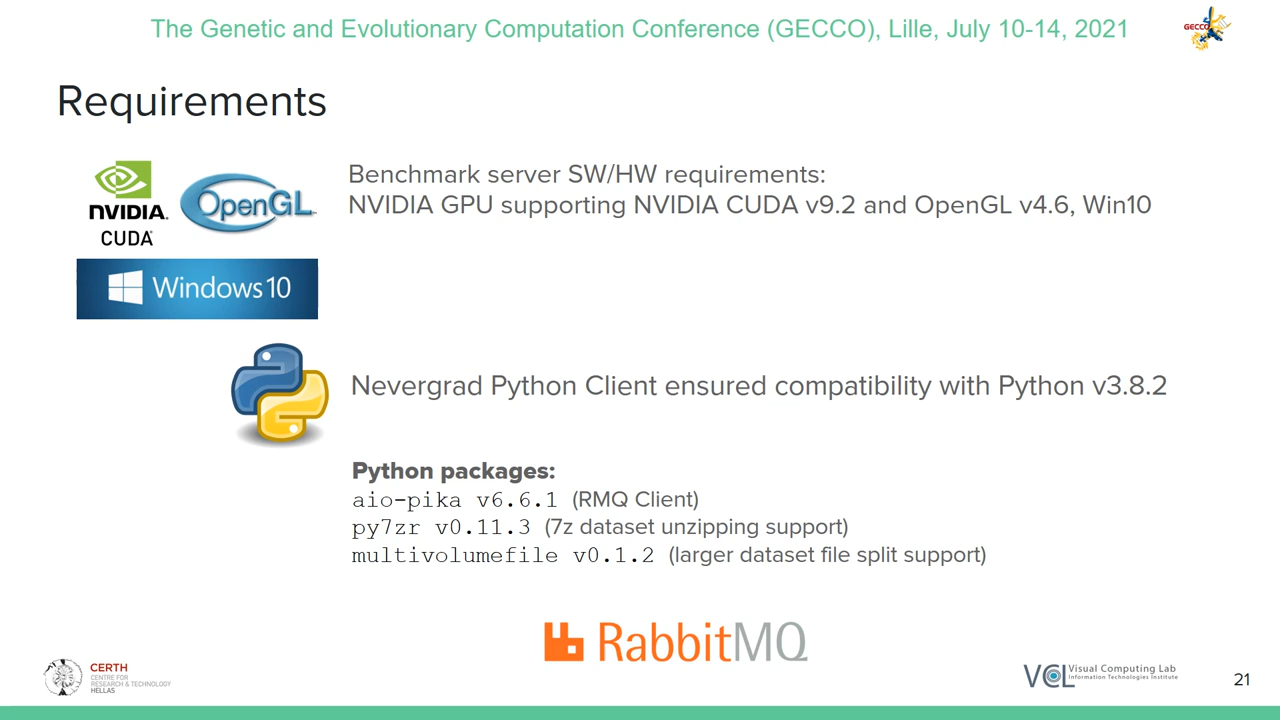 The Genetic and Evolutionary Computation Conference (GECCO), Lille, July 10-14, 2021
GECCO
Requirements
NVIDIA.
CUDA
OpenGL
Windows 10
Benchmark server SW/HW requirements:
NVIDIA GPU supporting NVIDIA CUDA v9.2 and OpenGL v4.6, Win10
Nevergrad Python Client ensured compatibility with Python v3.8.2
Python packages:
aio-pika v6.6.1 (RMQ Client)
py7zr v0.11.3 (7z dataset unzipping support)
multivolumefile v0.1.2 (larger dataset file split support)
RabbitMQ
CERTH
CENTRE FOR
RESEARCH & TECHNOLOGY
HELLAS
VCL
Visual Computing Lab
Information Technologies Institute
21